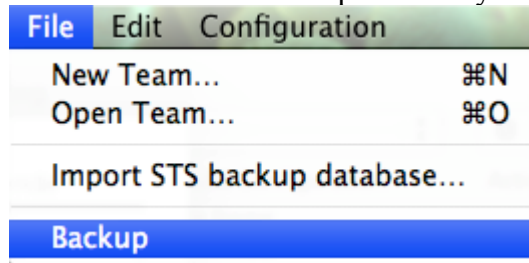 File Edit Configuration
New Team... ⌘N
Open Team... ⌘O
Import STS backup database...
Backup